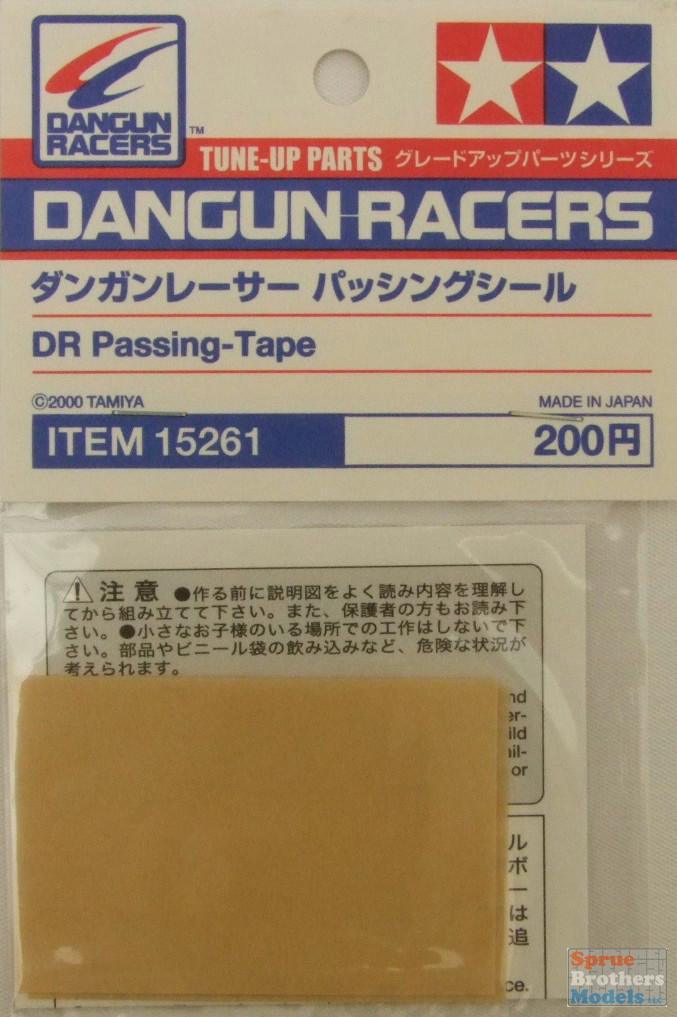 DANGUN
RACERS
TM
TUNE-UP PARTS グレードアップパーツシリーズ
DANGUN-RACERS
ダンガンレーサー パッシングシール
DR Passing-Tape
©2000 TAMIYA MADE IN JAPAN
ITEM 15261 200円
注意 ●作る前に説明図をよく読み内容を理解し
てから組み立てて下さい。また、保護者の方もお読み下
さい。●小さなお子様のいる場所での工作はしないで下
さい。部品やビニール袋の飲み込みなど、危険な状況が
考えられます。
or
ル
ボ
ー
は
追
Sprue
Brothers
Models LLC